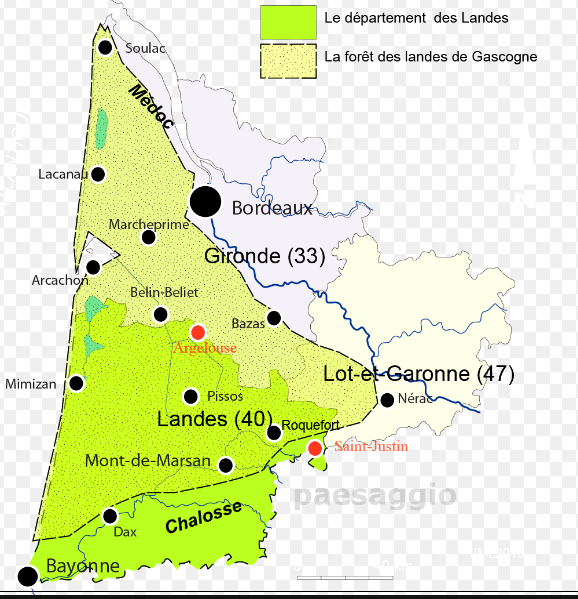 Le département des Landes
La forêt des landes de Gascogne
Soulac
Médoc
Lacanau
Bordeaux
Marcheprime
Gironde (33)
Arcachon
Belin-Beliet
Bazas
Argelouse
Lot-et-Garonne (47)
Mimizan
Pissos
Nérac
Landes (40)
Roquefort
Saint-Justin
Mont-de-Marsan
paesaggio
Chalosse
Dax
Bayonne